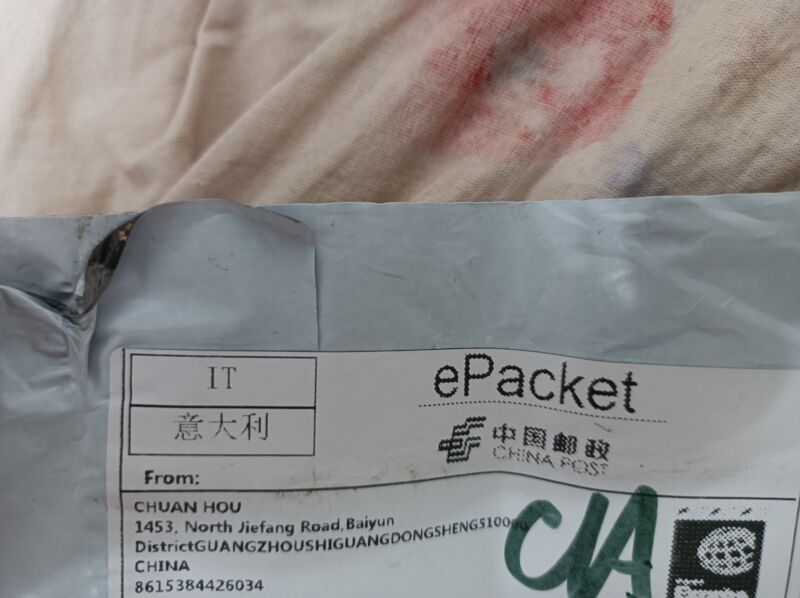 IT
意大利
ePacket
中国邮政
CHINA POST
From:
CHUAN HOU
1453, North Jiefang Road,Baiyun
DistrictGUANGZHOUSHIGUANGDONGSHENG510000
CHINA
8615384426034
CIA